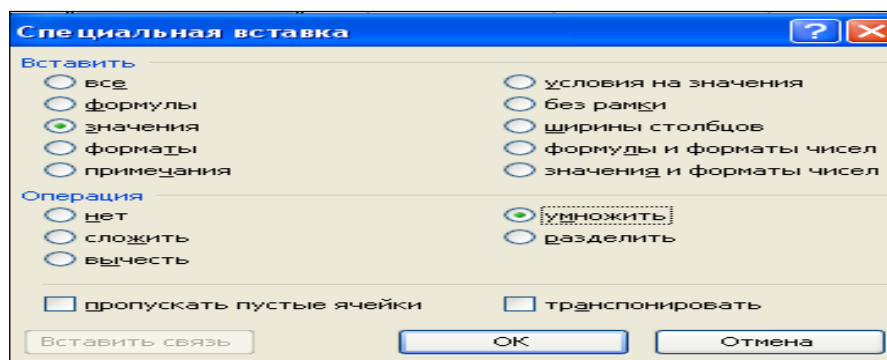 Специальная вставка
Вставить
все
условия на значения
формулы
без рамки
значения
ширины столбцов
форматы
формулы и форматы чисел
примечания
значения и форматы чисел
Операция
нет
умножить
сложить
разделить
вычесть
пропускать пустые ячейки
транспонировать
Вставить связь
ОК
Отмена